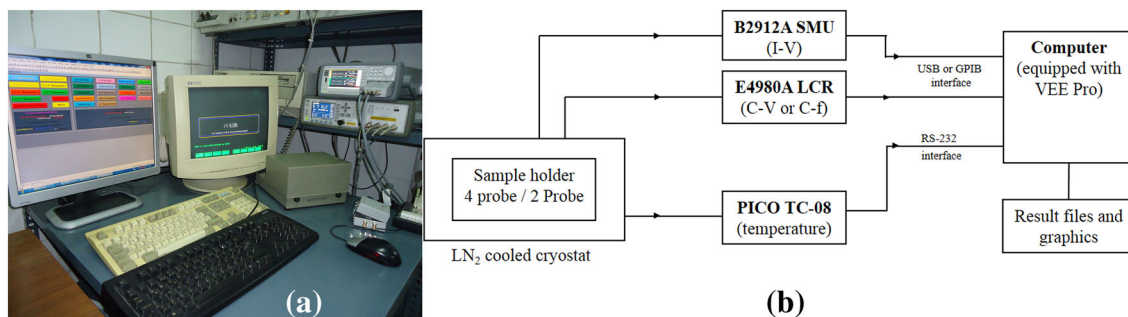 (a)
B2912A SMU
(I-V)
E4980A LCR
(C-V or C-f)
Sample holder
4 probe / 2 Probe
LN₂ cooled cryostat
PICO TC-08
(temperature)
USB or GPIB
interface
RS-232
interface
Computer
(equipped with
VEE Pro)
Result files and
graphics
(b)